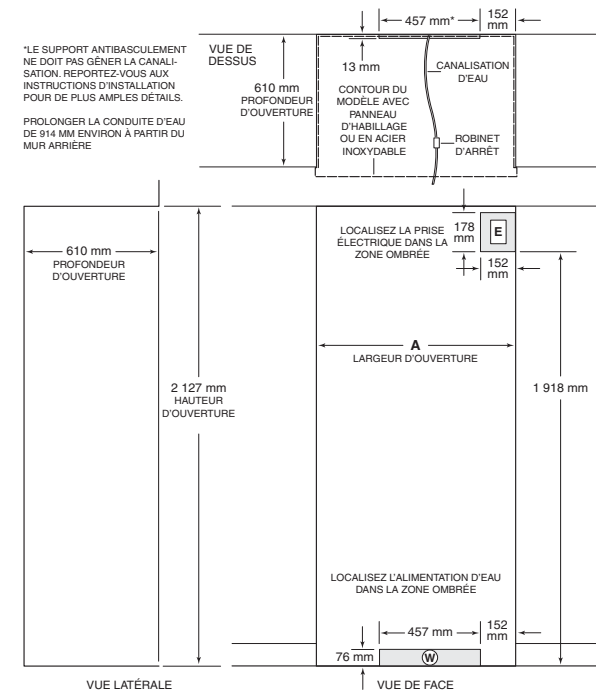 *LE SUPPORT ANTIBASCULEMENT
NE DOIT PAS GÊNER LA CANALI-
SATION. REPORTEZ-VOUS AUX
INSTRUCTIONS D'INSTALLATION
POUR DE PLUS AMPLES DÉTAILS.
PROLONGER LA CONDUITE D'EAU
DE 914 MM ENVIRON À PARTIR DU
MUR ARRIÈRE
VUE DE
DESSUS
457 mm*
152
mm
13 mm
CANALISATION
D'EAU
610 mm
PROFONDEUR
D'OUVERTURE
CONTOUR DU
MODÈLE AVEC
PANNEAU
D'HABILLAGE
OU EN ACIER
INOXYDABLE
ROBINET
D'ARRÊT
610 mm
PROFONDEUR
D'OUVERTURE
LOCALISEZ LA PRISE
ÉLECTRIQUE DANS LA
ZONE OMBRÉE
178
mm
E
152
mm
A
LARGEUR D'OUVERTURE
2 127 mm
HAUTEUR
D'OUVERTURE
1 918 mm
LOCALISEZ L'ALIMENTATION D'EAU
DANS LA ZONE OMBRÉE
457 mm
152
mm
76 mm
W
VUE LATÉRALE
VUE DE FACE